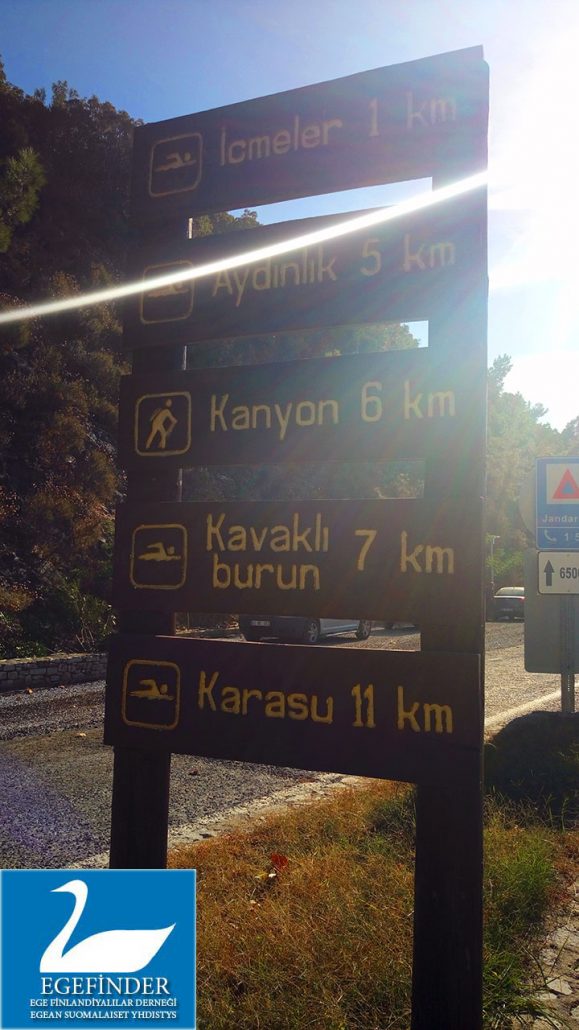 İcmeler 1 km
Aydınlık 5 km
Kanyon 6 km
Kavaklı
burun 7 km
Karasu 11 km
EGEFİNDER
EGE FİNLANDİYALILAR DERNEĞİ
EGEAN SUOMALAISET YHDISTYS